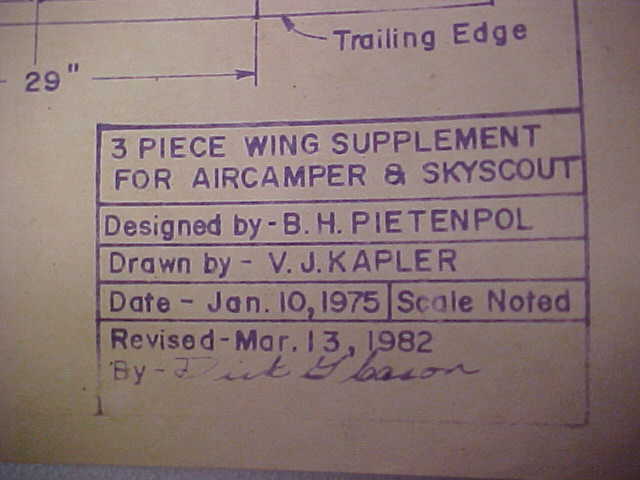 Trailing Edge
29"
3 PIECE WING SUPPLEMENT
FOR AIRCAMPER & SKYSCOUT
Designed by - B. H. PIETENPOL
Drawn by - V. J. KAPLER
Date - Jan. 10, 1975 Scale Noted
Revised - Mar. 13, 1982
By - Dick